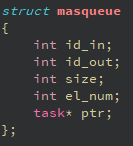 struct masqueue
{
    int id_in;
    int id_out;
    int size;
    int el_num;
    task* ptr;
};